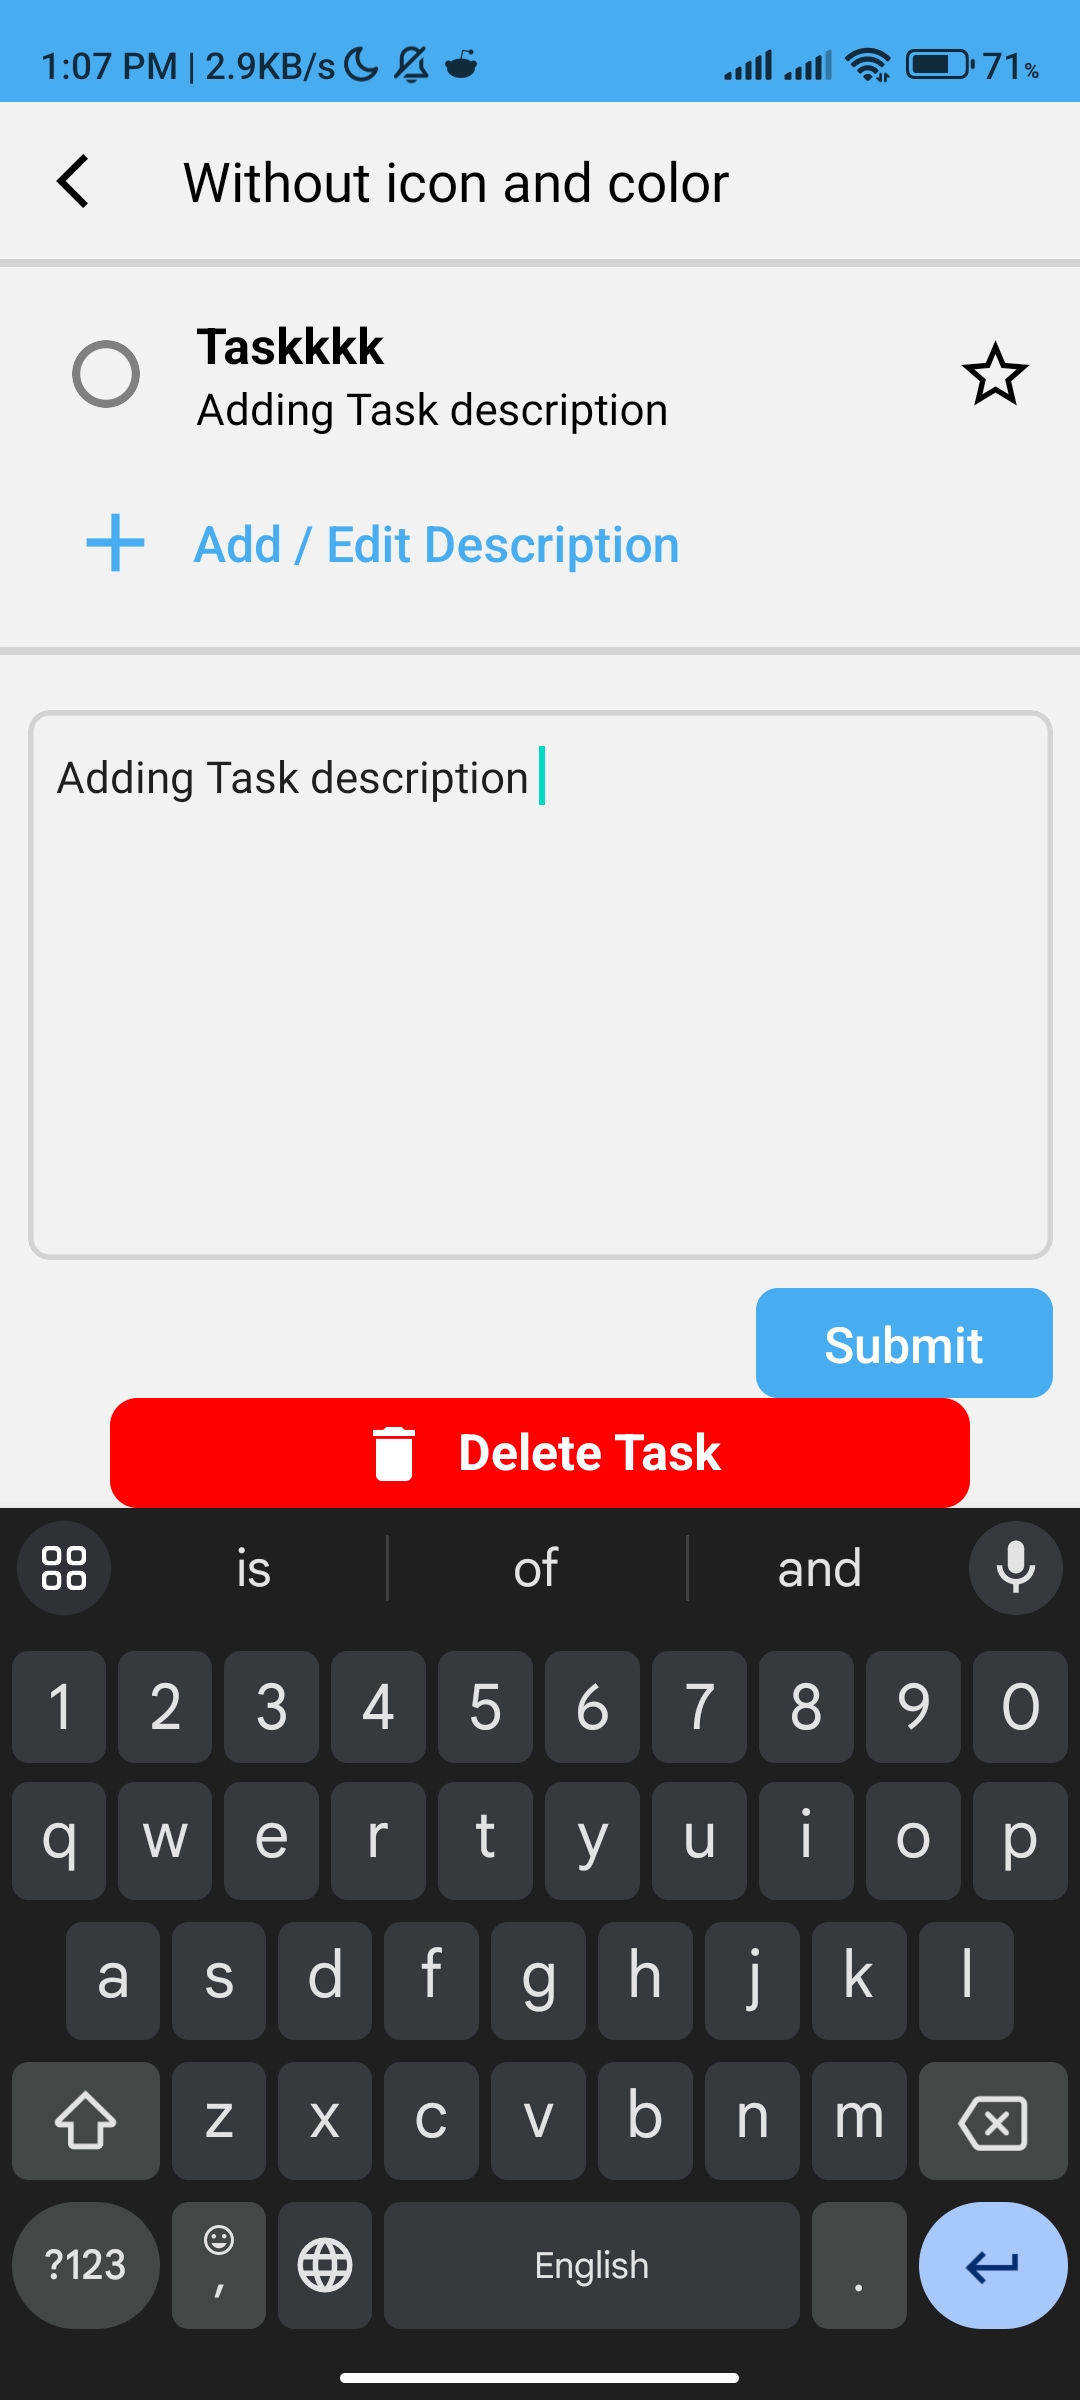 1:07 PM | 2.9KB/s 71%
Without icon and color
Taskkkk
Adding Task description
Add / Edit Description
Adding Task description
Submit
Delete Task
is of and
1 2 3 4 5 6 7 8 9 0
q w e r t y u i o p
a s d f g h j k l
z x c v b n m
?123 , English .